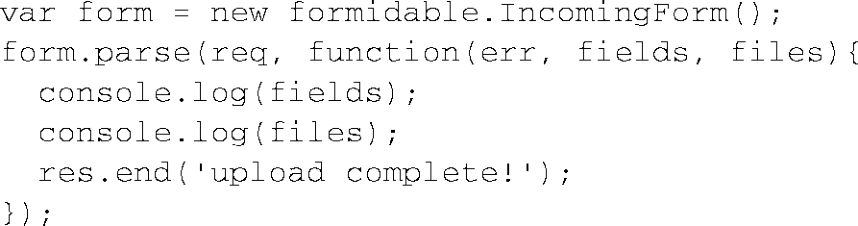 var form = new formidable.IncomingForm();
form.parse(req, function(err, fields, files){
  console.log(fields);
  console.log(files);
  res.end('upload complete!');
});